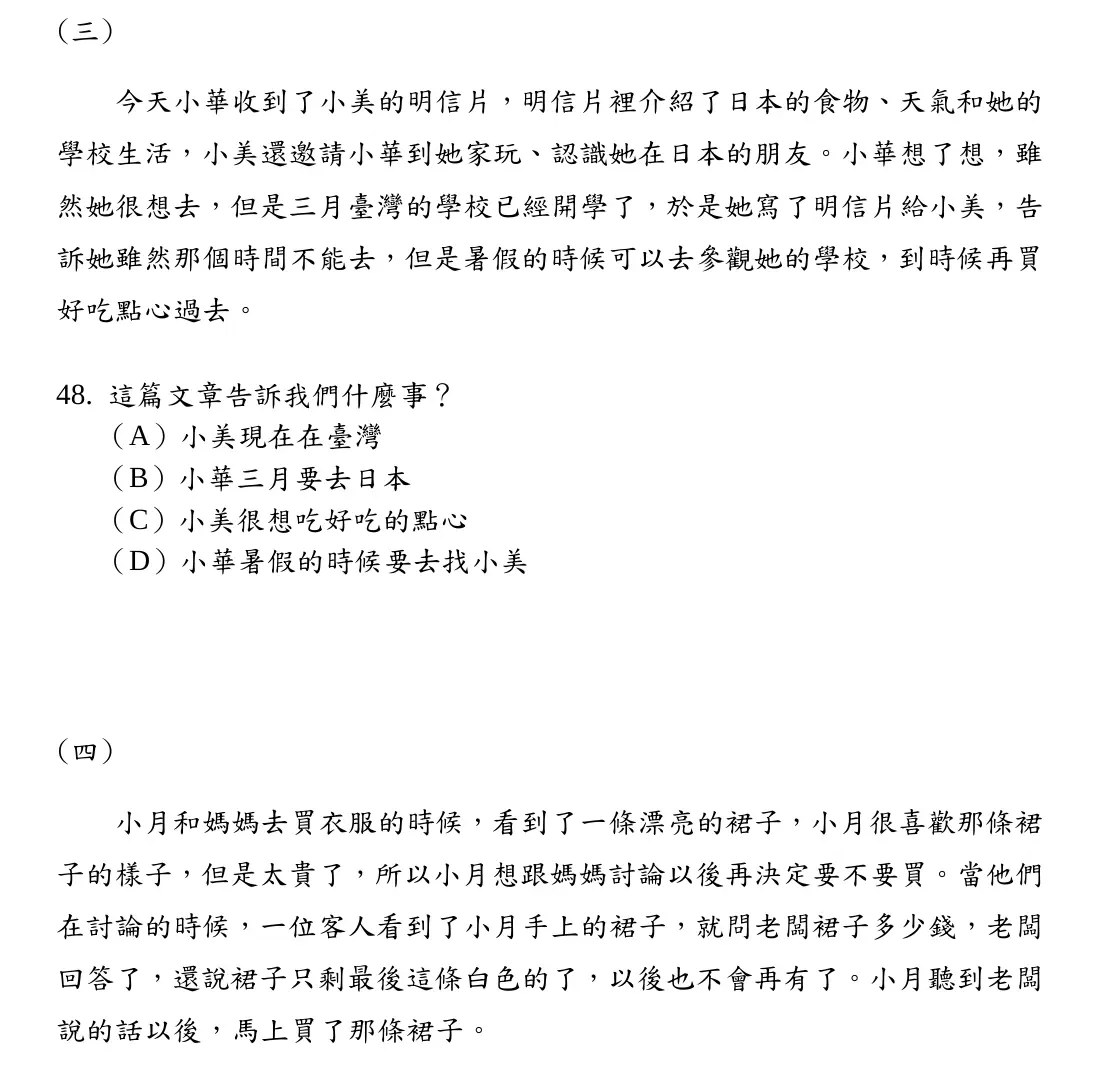 （三）
今天小華收到了小美的明信片，明信片裡介紹了日本的食物、天氣和她的
學校生活，小美還邀請小華到她家玩、認識她在日本的朋友。小華想了想，雖
然她很想去，但是三月臺灣的學校已經開學了，於是她寫了明信片給小美，告
訴她雖然那個時間不能去，但是暑假的時候可以去參觀她的學校，到時候再買
好吃點心過去。
48. 這篇文章告訴我們什麼事？
（A）小美現在在臺灣
（B）小華三月要去日本
（C）小美很想吃好吃的點心
（D）小華暑假的時候要去找小美
（四）
小月和媽媽去買衣服的時候，看到了一條漂亮的裙子，小月很喜歡那條裙
子的樣子，但是太貴了，所以小月想跟媽媽討論以後再決定要不要買。當他們
在討論的時候，一位客人看到了小月手上的裙子，就問老闆裙子多少錢，老闆
回答了，還說裙子只剩最後這條白色的了，以後也不會再有了。小月聽到老闆
說的話以後，馬上買了那條裙子。